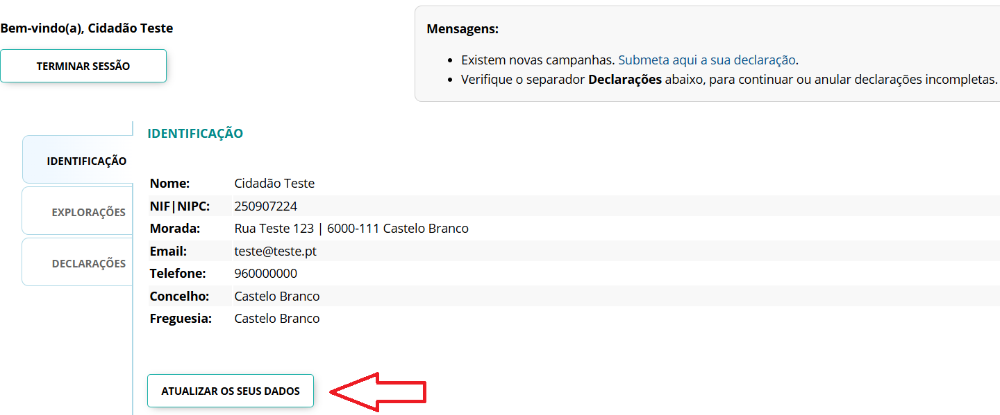 Bem-vindo(a), Cidadão Teste
TERMINAR SESSÃO
Mensagens:
• Existem novas campanhas. Submeta aqui a sua declaração.
• Verifique o separador Declarações abaixo, para continuar ou anular declarações incompletas.
IDENTIFICAÇÃO
EXPLORAÇÕES
DECLARAÇÕES
IDENTIFICAÇÃO
Nome: Cidadão Teste
NIF|NIPC: 250907224
Morada: Rua Teste 123 | 6000-111 Castelo Branco
Email: teste@teste.pt
Telefone: 960000000
Concelho: Castelo Branco
Freguesia: Castelo Branco
ATUALIZAR OS SEUS DADOS